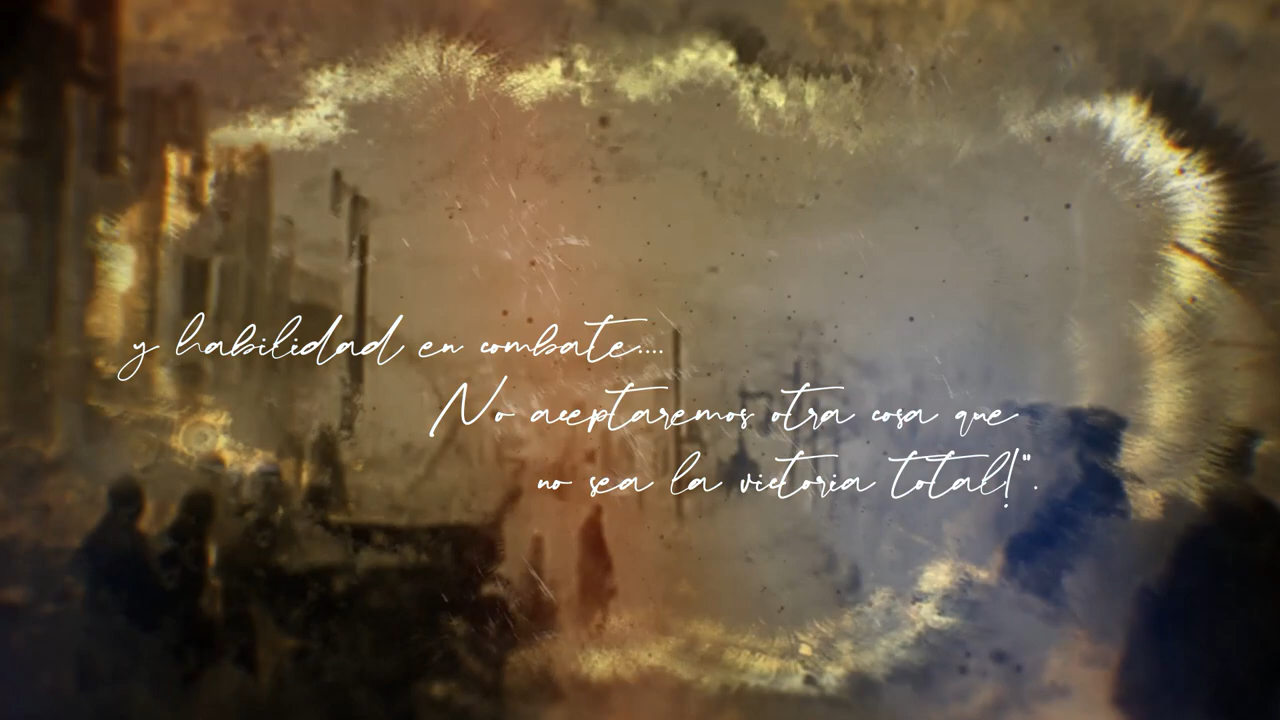 y habilidad en combate....
No aceptaremos otra cosa que
no sea la victoria total!".